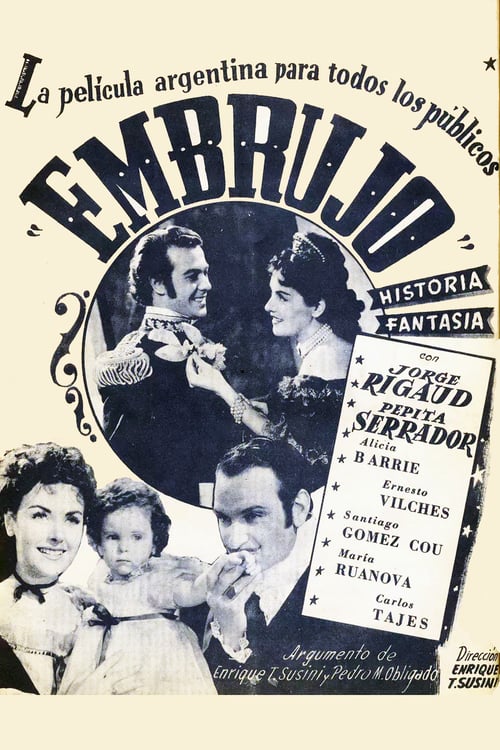 La película argentina para todos los públicos
"EMBRUJO"
HISTORIA
FANTASIA
con
JORGE
RIGAUD
PEPITA
SERRADOR
Alicia
BARRIE
Ernesto
VILCHES
Santiago
GOMEZ COU
María
RUANOVA
Carlos
TAJES
Argumento de
Enrique T. Susini y Pedro M. Obligado
Dirección
ENRIQUE
T. SUSINI